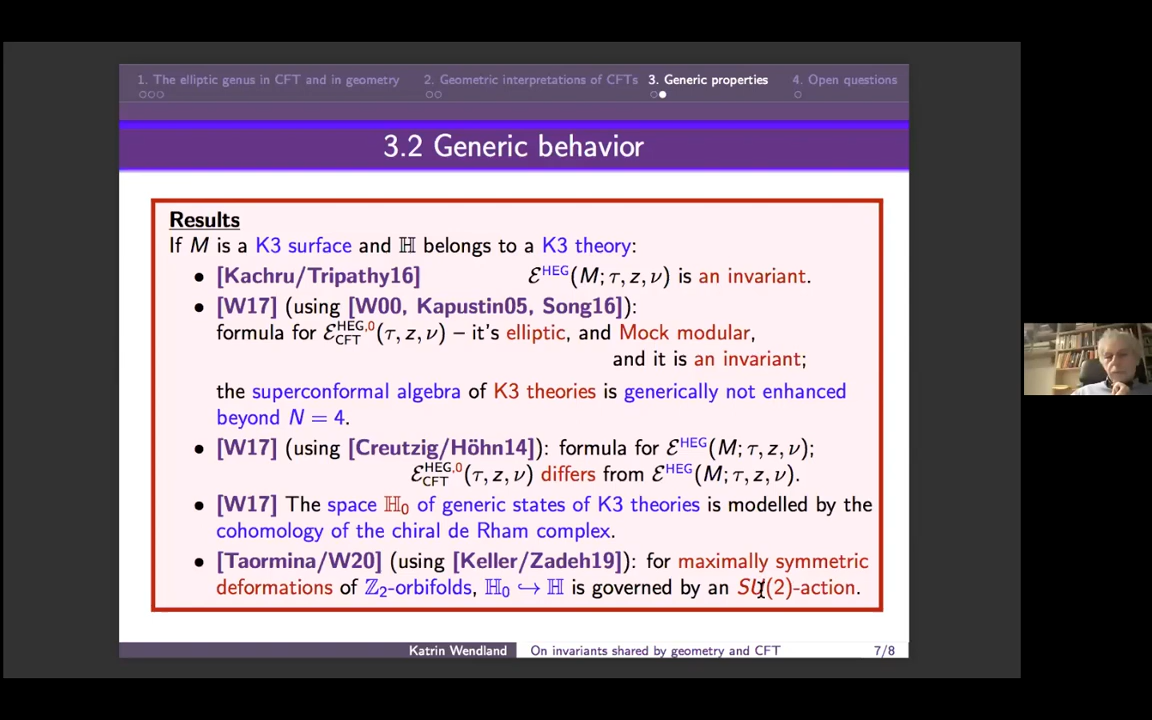 1. The elliptic genus in CFT and in geometry 2. Geometric interpretations of CFTs 3. Generic properties 4. Open questions
3.2 Generic behavior
Results
If M is a K3 surface and ℍ belongs to a K3 theory:
• [Kachru/Tripathy16] ℰ^HEG(M; τ, z, ν) is an invariant.
• [W17] (using [W00, Kapustin05, Song16]):
formula for ℰ^HEG,0_CFT(τ, z, ν) – it's elliptic, and Mock modular,
and it is an invariant;
the superconformal algebra of K3 theories is generically not enhanced
beyond N = 4.
• [W17] (using [Creutzig/Höhn14]): formula for ℰ^HEG(M; τ, z, ν);
ℰ^HEG,0_CFT(τ, z, ν) differs from ℰ^HEG(M; τ, z, ν).
• [W17] The space ℍ₀ of generic states of K3 theories is modelled by the
cohomology of the chiral de Rham complex.
• [Taormina/W20] (using [Keller/Zadeh19]): for maximally symmetric
deformations of ℤ₂-orbifolds, ℍ₀ ↪ ℍ is governed by an SU(2)-action.
Katrin Wendland On invariants shared by geometry and CFT 7/8